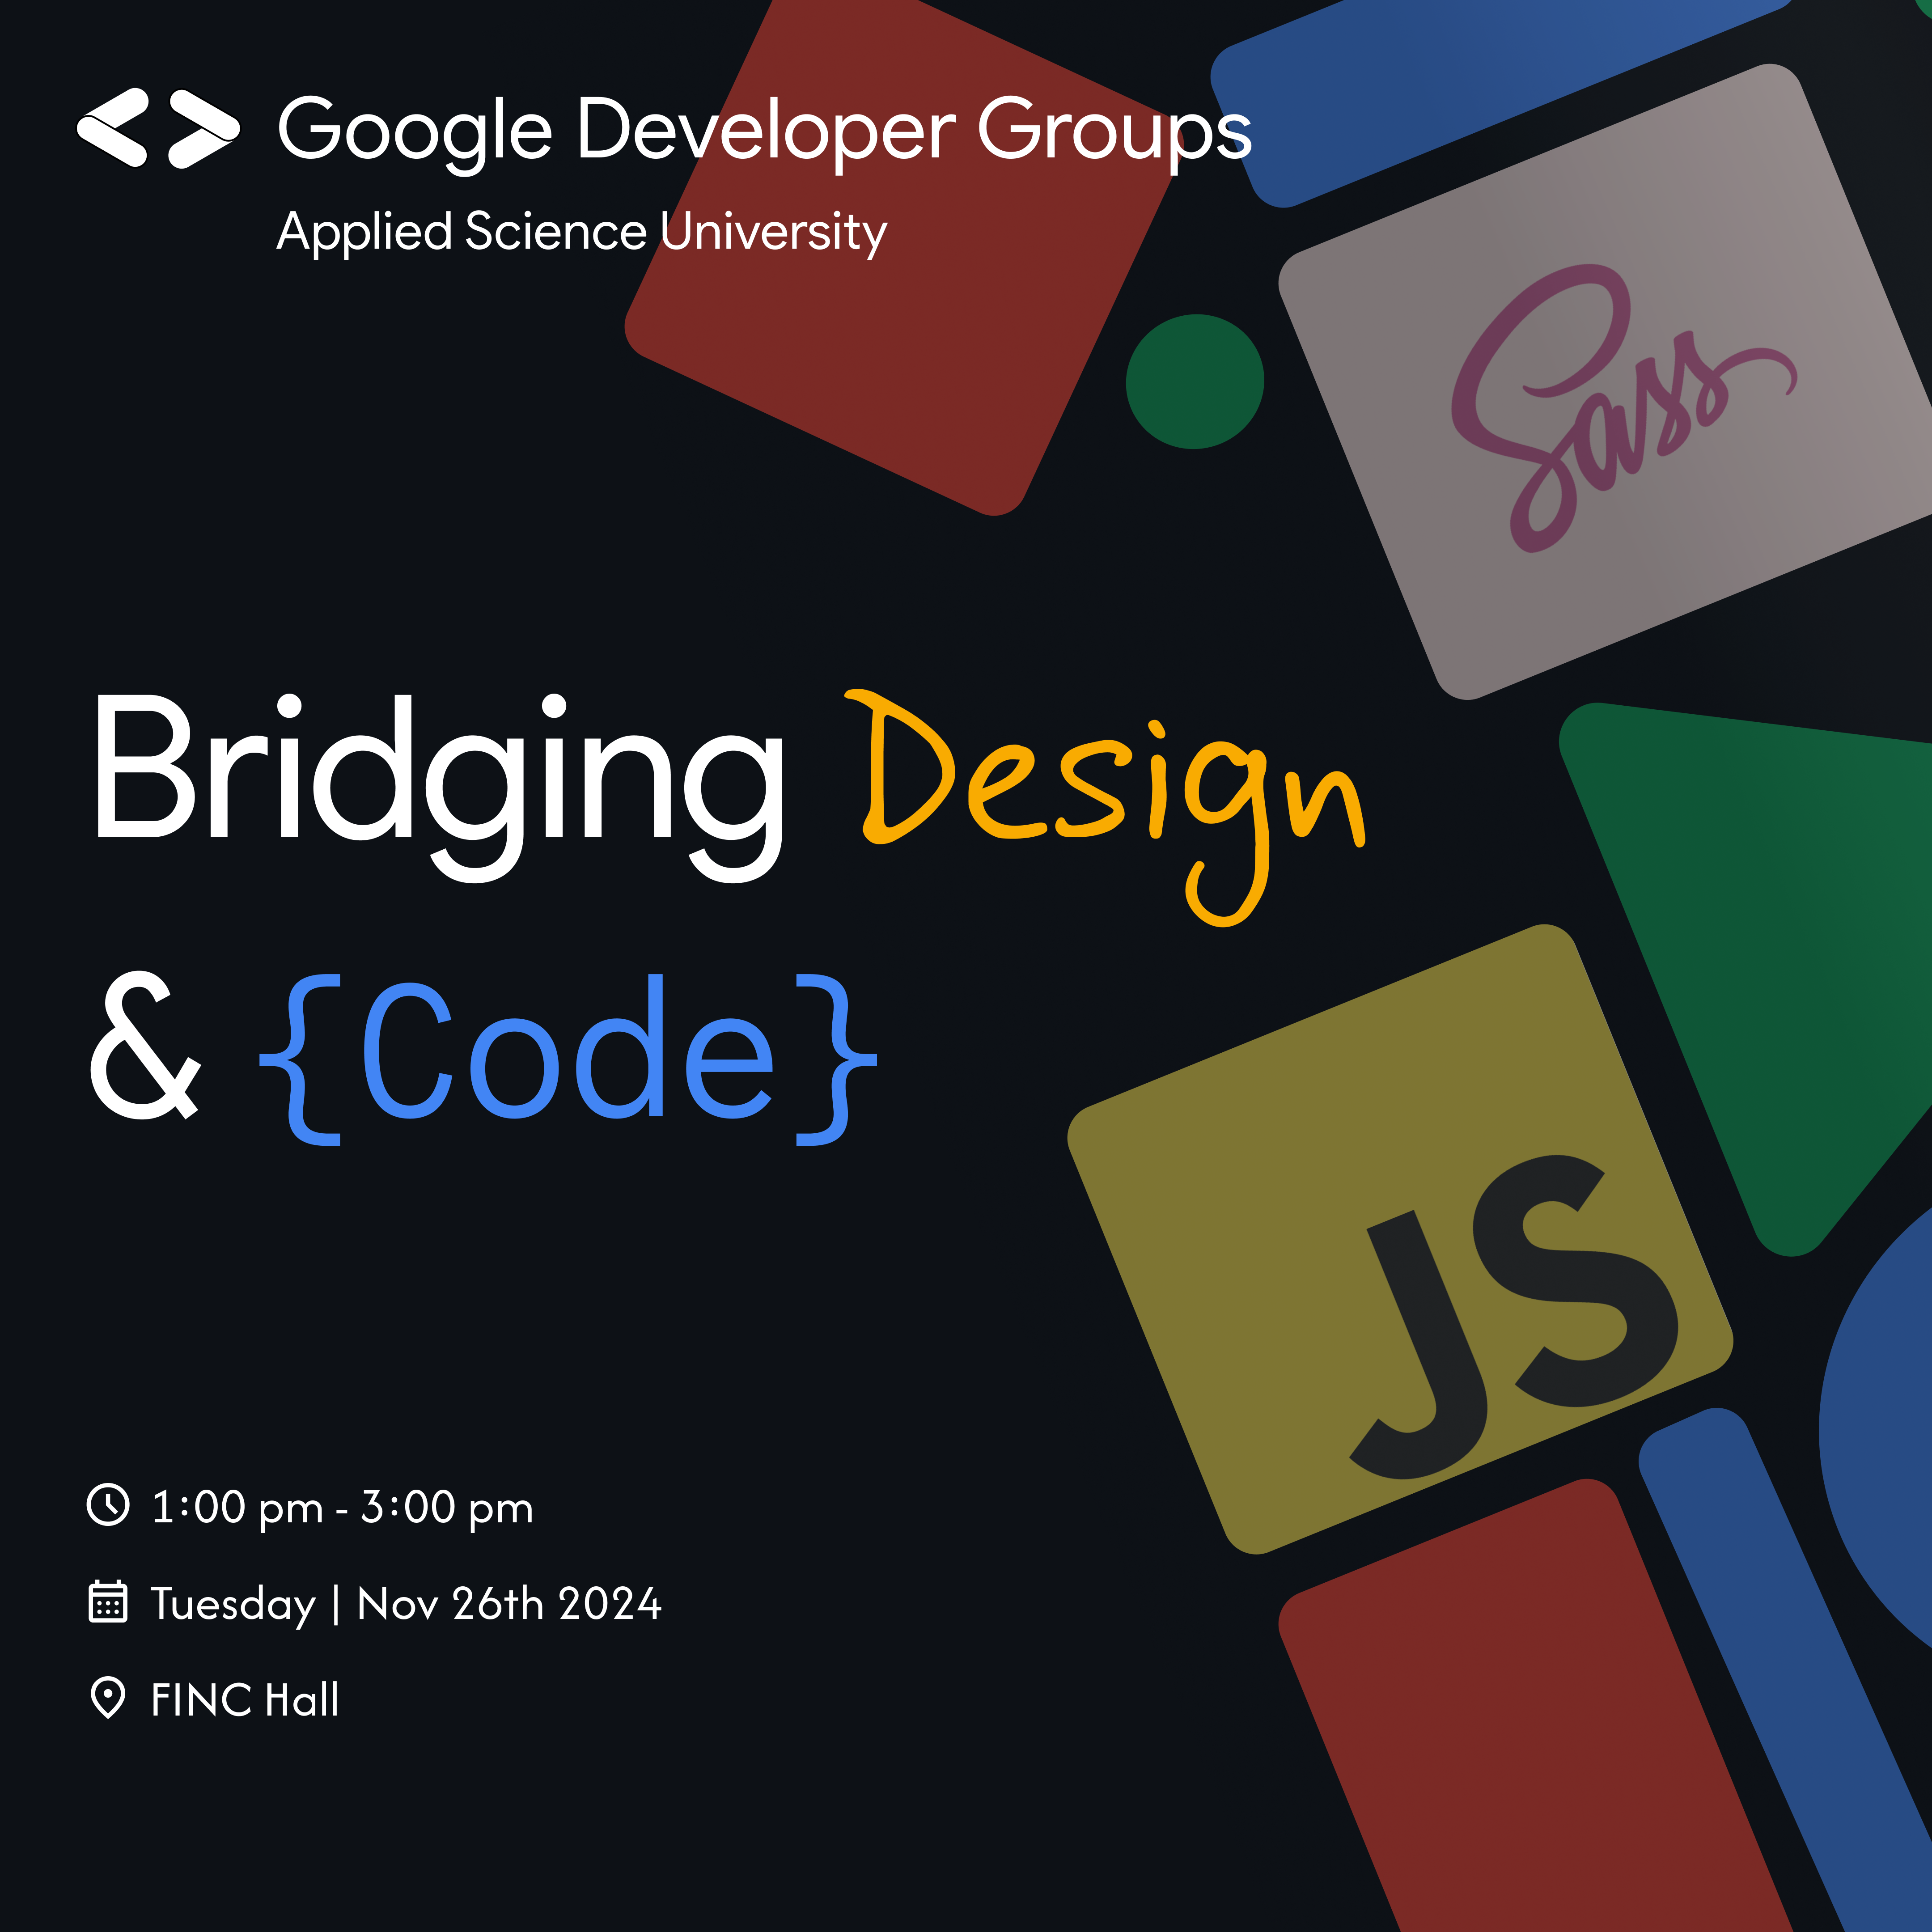 Google Developer Groups
Applied Science University
Sass
Bridging Design
& {Code}
JS
1:00 pm - 3:00 pm
Tuesday | Nov 26th 2024
FINC Hall